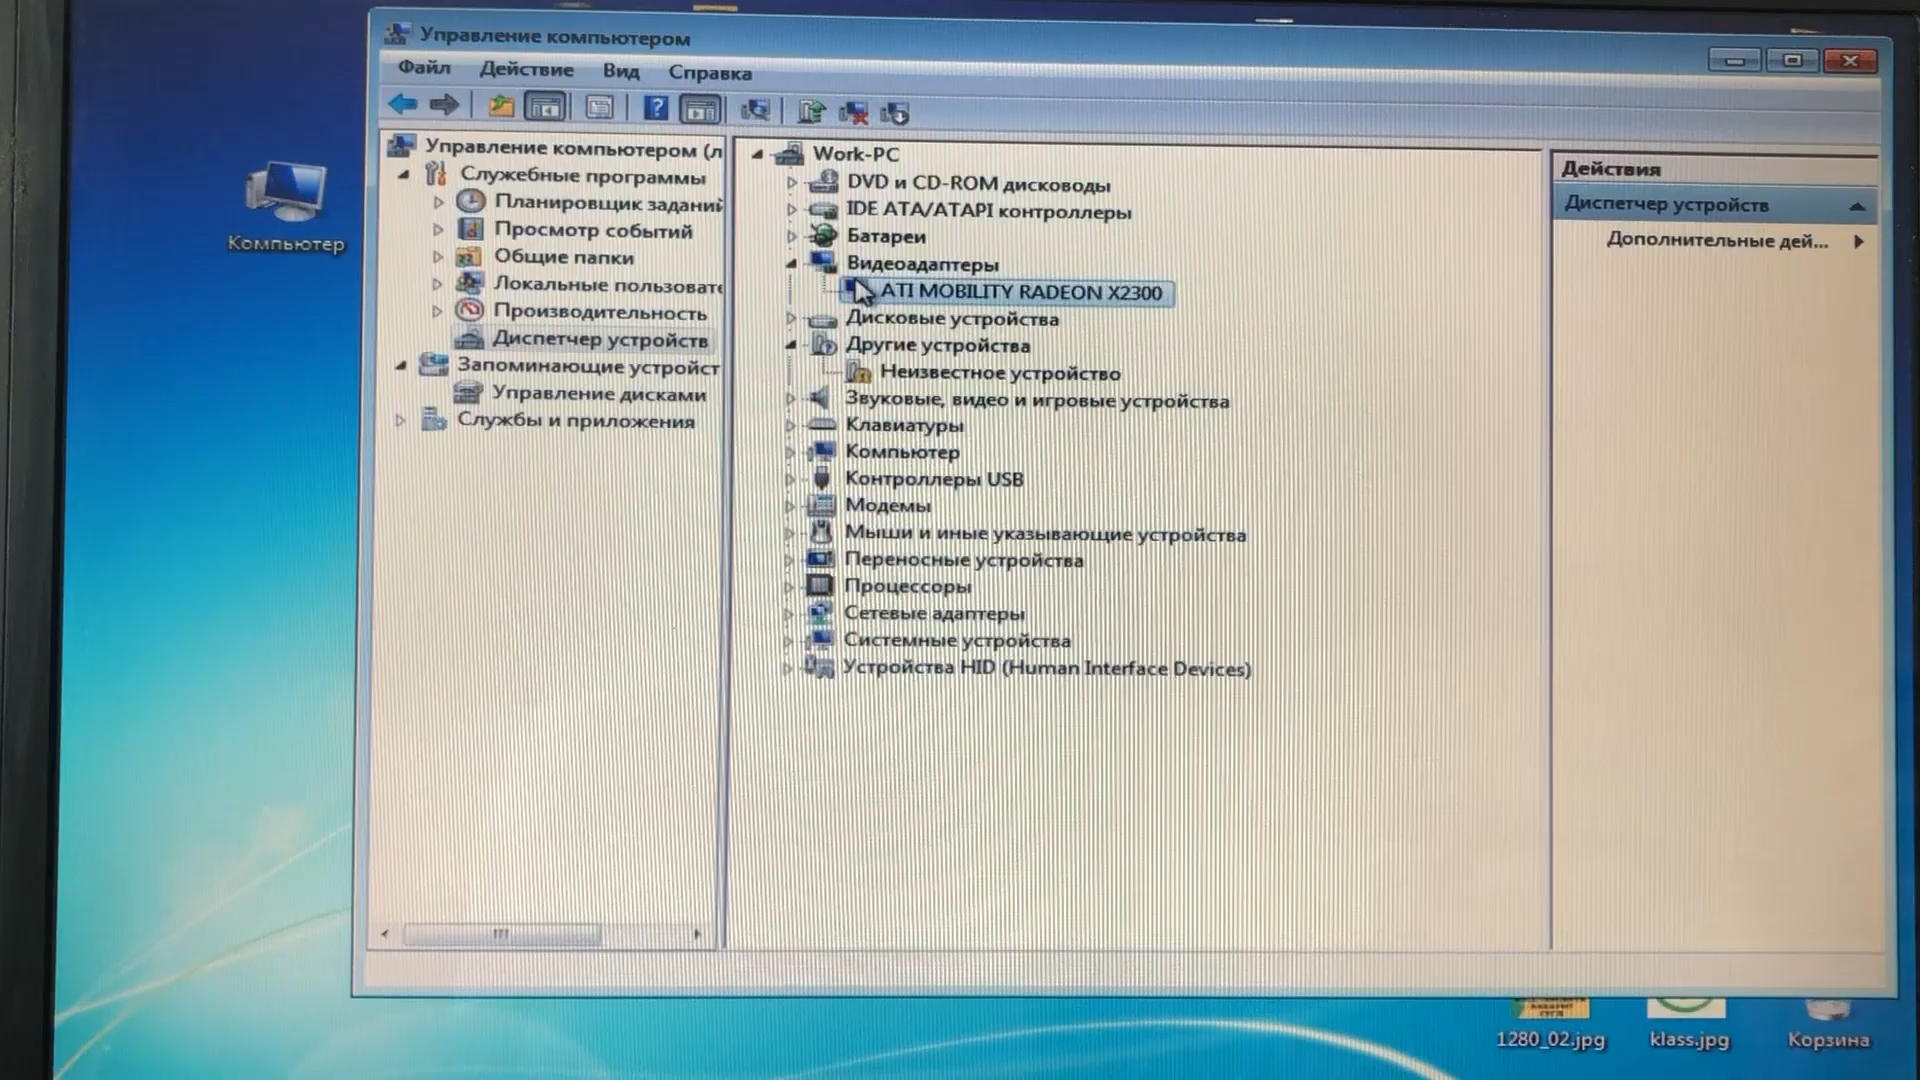 Управление компьютером
Файл Действие Вид Справка
Компьютер
Управление компьютером (л
Служебные программы
Планировщик заданий
Просмотр событий
Общие папки
Локальные пользовате
Производительность
Диспетчер устройств
Запоминающие устройст
Управление дисками
Службы и приложения
Work-PC
DVD и CD-ROM дисководы
IDE ATA/ATAPI контроллеры
Батареи
Видеоадаптеры
ATI MOBILITY RADEON X2300
Дисковые устройства
Другие устройства
Неизвестное устройство
Звуковые, видео и игровые устройства
Клавиатуры
Компьютер
Контроллеры USB
Модемы
Мыши и иные указывающие устройства
Переносные устройства
Процессоры
Сетевые адаптеры
Системные устройства
Устройства HID (Human Interface Devices)
Действия
Диспетчер устройств
Дополнительные дей...
1280_02.jpg
klass.jpg
Корзина